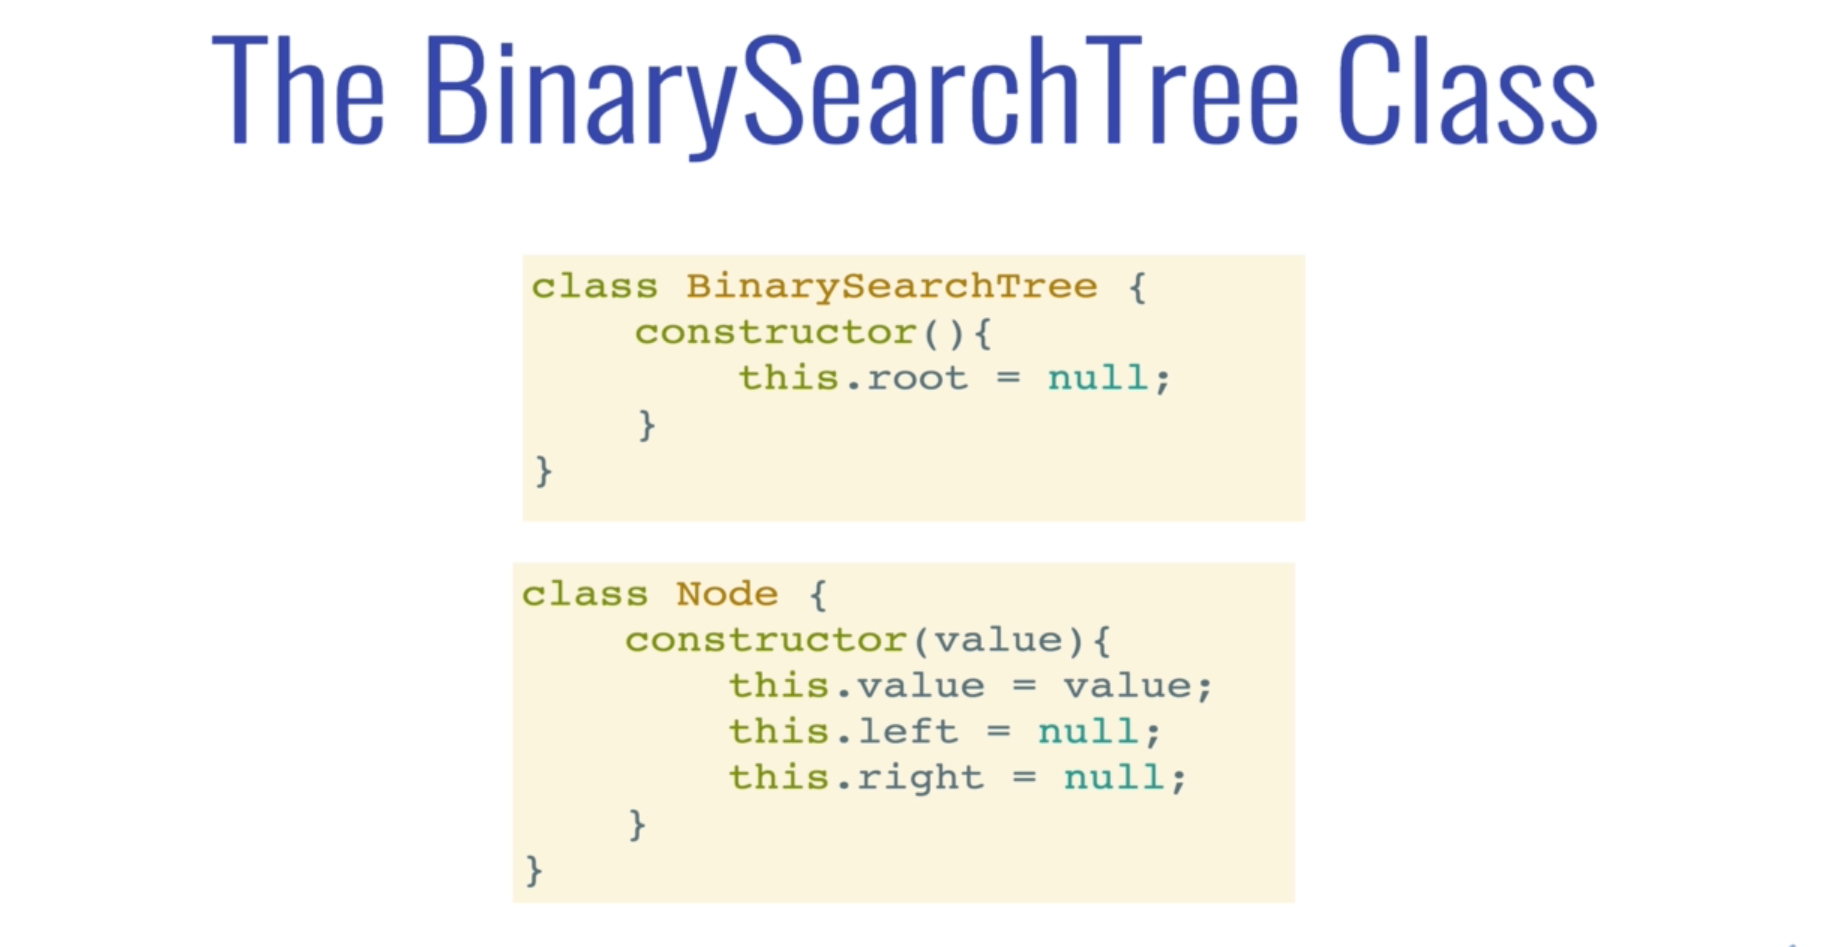 The BinarySearchTree Class
class BinarySearchTree {
constructor(){
this.root = null;
}
}
class Node {
constructor(value){
this.value = value;
this.left = null;
this.right = null;
}
}